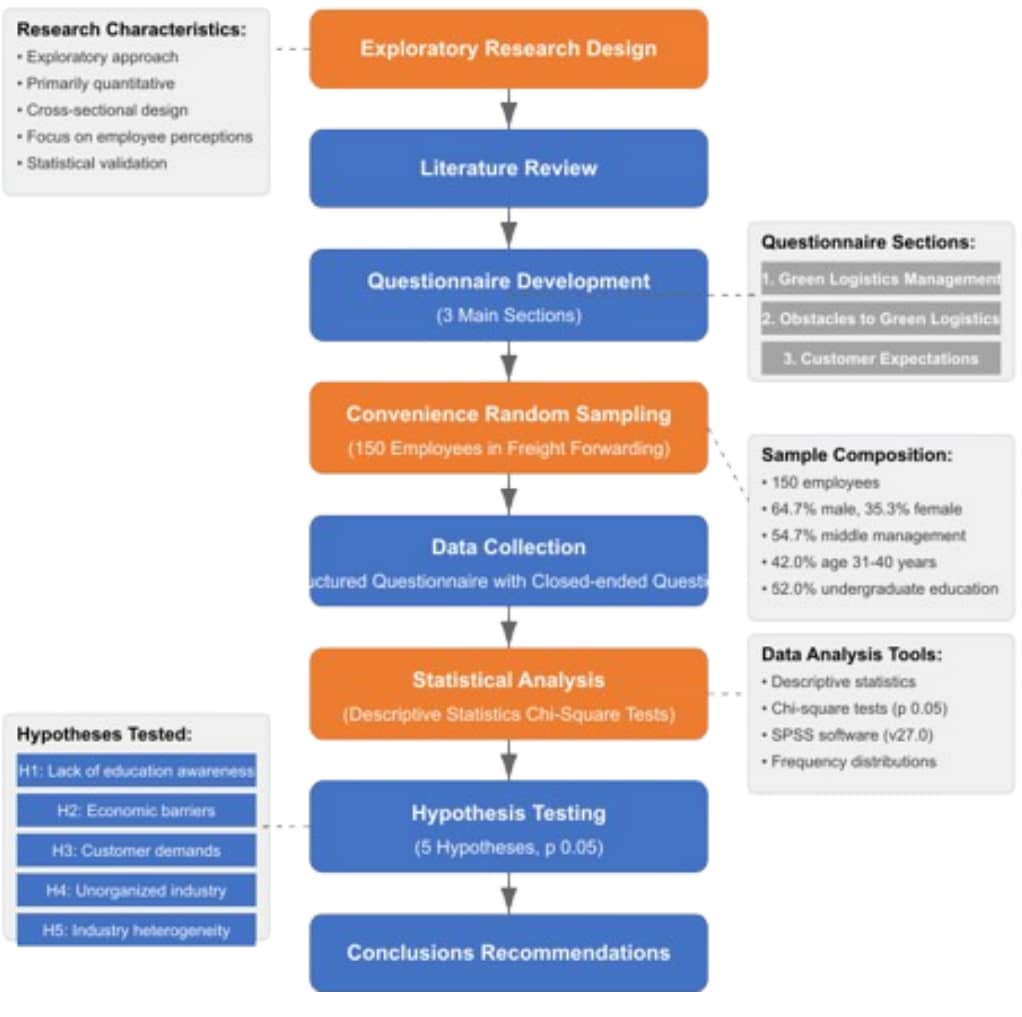 Research Characteristics:
• Exploratory approach
• Primarily quantitative
• Cross-sectional design
• Focus on employee perceptions
• Statistical validation
Exploratory Research Design
Literature Review
Questionnaire Development
(3 Main Sections)
Questionnaire Sections:
1. Green Logistics Management
2. Obstacles to Green Logistics
3. Customer Expectations
Convenience Random Sampling
(150 Employees in Freight Forwarding)
Sample Composition:
• 150 employees
• 64.7% male, 35.3% female
• 54.7% middle management
• 42.0% age 31-40 years
• 52.0% undergraduate education
Data Collection
uctured Questionnaire with Closed-ended Questi
Statistical Analysis
(Descriptive Statistics Chi-Square Tests)
Data Analysis Tools:
• Descriptive statistics
• Chi-square tests (p 0.05)
• SPSS software (v27.0)
• Frequency distributions
Hypotheses Tested:
H1: Lack of education awareness
H2: Economic barriers
H3: Customer demands
H4: Unorganized industry
H5: Industry heterogeneity
Hypothesis Testing
(5 Hypotheses, p 0.05)
Conclusions Recommendations